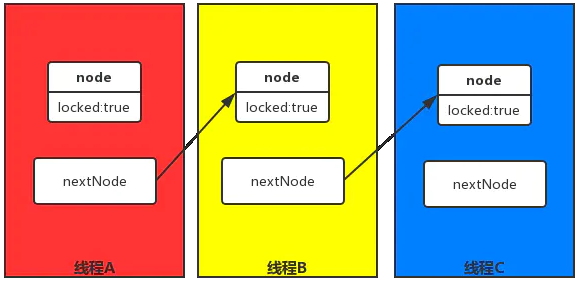 node
locked:true
nextNode
线程A
node
locked:true
nextNode
线程B
node
locked:true
nextNode
线程C